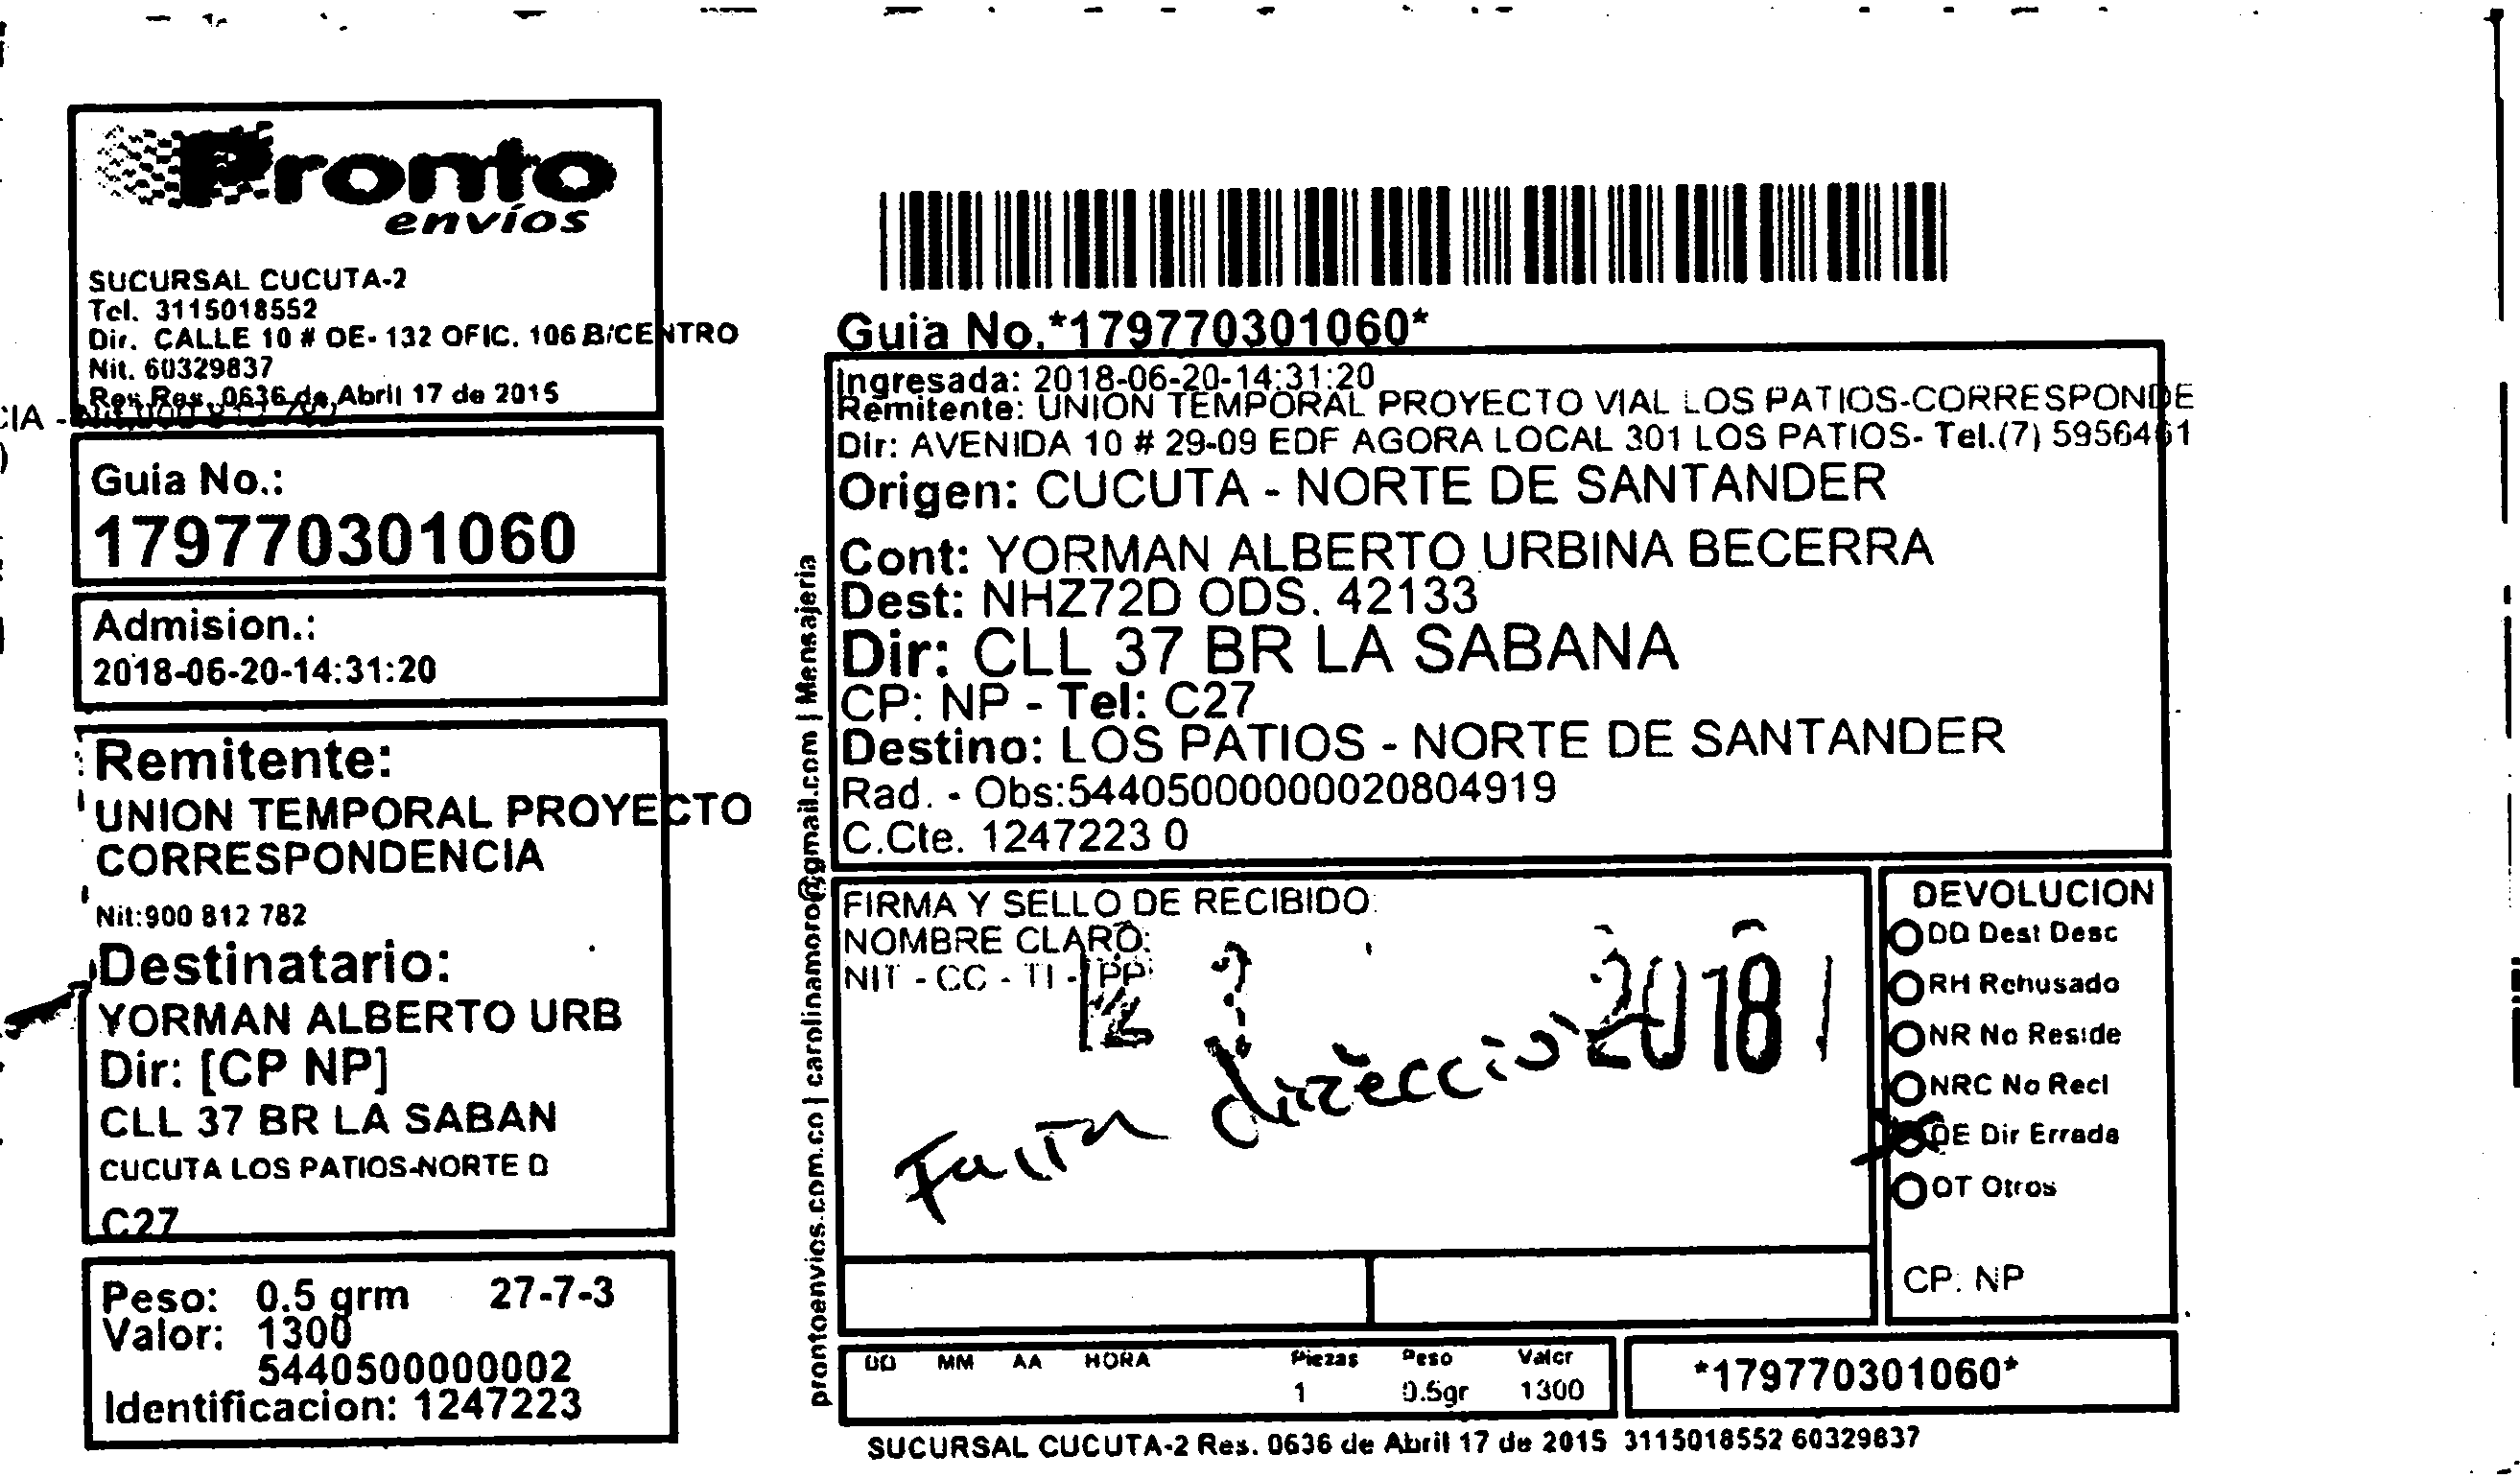 Pronto
envíos
SUCURSAL CUCUTA-2
Tel. 3115018552
Dir. CALLE 10 # OE- 132 OFIC. 106 B/CENTRO
Nit. 60329837
Res Res. 0636 de Abril 17 de 2015
CIA -
Guia No.:
179770301060
Admision.:
2018-06-20-14:31:20
Remitente:
UNION TEMPORAL PROYECTO
CORRESPONDENCIA
Nit:900 812 782
Destinatario:
YORMAN ALBERTO URB
Dir: [CP NP]
CLL 37 BR LA SABAN
CUCUTA LOS PATIOS-NORTE D
C27
Peso: 0.5 grm 27-7-3
Valor: 1300
5440500000002
Identificacion: 1247223
prontoenvios.com.co | carolinamoro@gmail.com | Mensajeria
Guia No.*179770301060*
Ingresada: 2018-06-20-14:31:20
Remitente: UNION TEMPORAL PROYECTO VIAL LOS PATIOS-CORRESPONDE
Dir: AVENIDA 10 # 29-09 EDF AGORA LOCAL 301 LOS PATIOS- Tel.(7) 5956461
Origen: CUCUTA - NORTE DE SANTANDER
Cont: YORMAN ALBERTO URBINA BECERRA
Dest: NHZ72D ODS. 42133
Dir: CLL 37 BR LA SABANA
CP: NP - Tel: C27
Destino: LOS PATIOS - NORTE DE SANTANDER
Rad. - Obs:544050000000020804919
C.Cte. 1247223 0
FIRMA Y SELLO DE RECIBIDO:
NOMBRE CLARO:
NIT - CC - TI - PP:
2018
Falta direccio
DEVOLUCION
DD Dest Desc
RH Rehusado
NR No Reside
NRC No Recl
DE Dir Errada
OT Otros
CP: NP
DD MM AA HORA Piezas Peso Valor
1 0.5gr 1300
*179770301060*
SUCURSAL CUCUTA-2 Res. 0636 de Abril 17 de 2015 3115018552 60329837